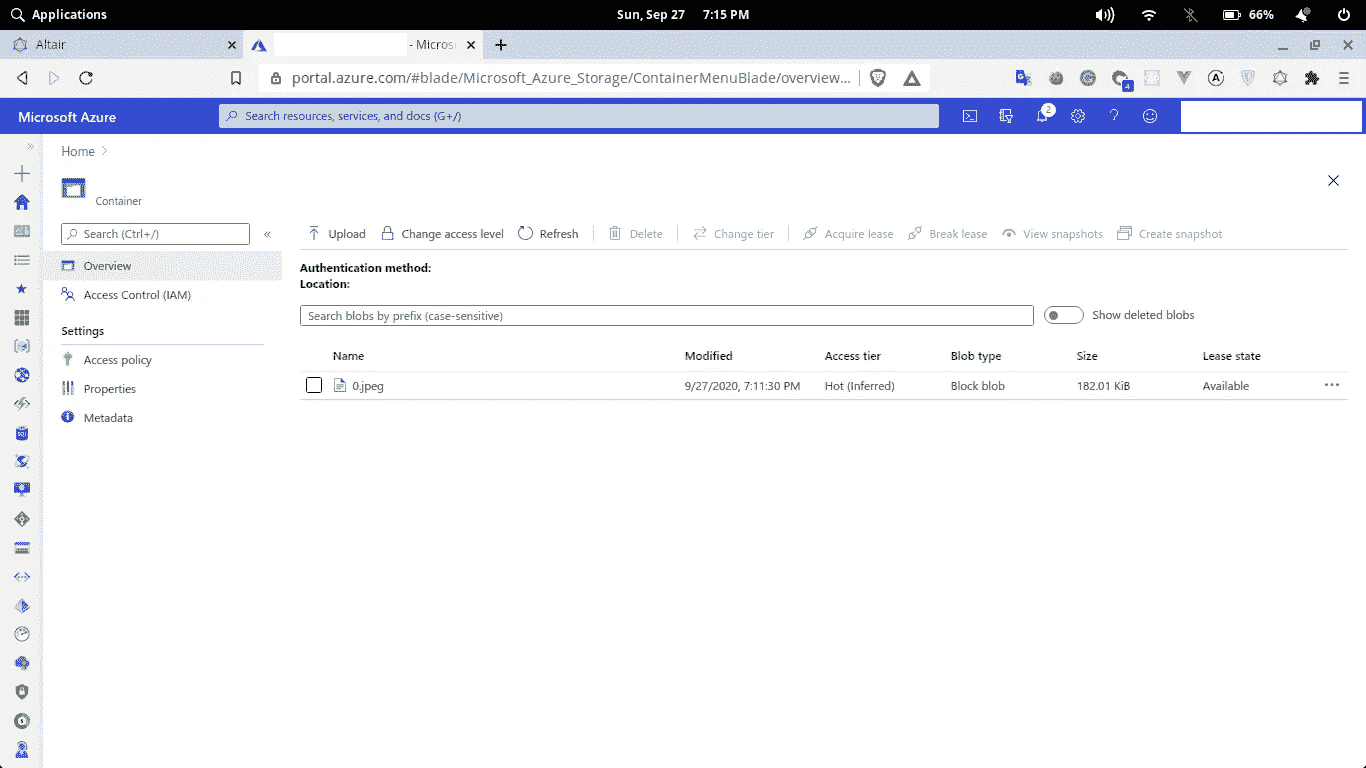 Applications
Sun, Sep 27 7:15 PM
66%
Altair
- Micros
portal.azure.com/#blade/Microsoft_Azure_Storage/ContainerMenuBlade/overview...
4
Microsoft Azure
Search resources, services, and docs (G+/)
2
Home
Container
Search (Ctrl+/)
Upload Change access level Refresh Delete Change tier Acquire lease Break lease View snapshots Create snapshot
Overview
Access Control (IAM)
Settings
Access policy
Properties
Metadata
Authentication method:
Location:
Search blobs by prefix (case-sensitive)
Show deleted blobs
Name Modified Access tier Blob type Size Lease state
0.jpeg 9/27/2020, 7:11:30 PM Hot (Inferred) Block blob 182.01 KiB Available